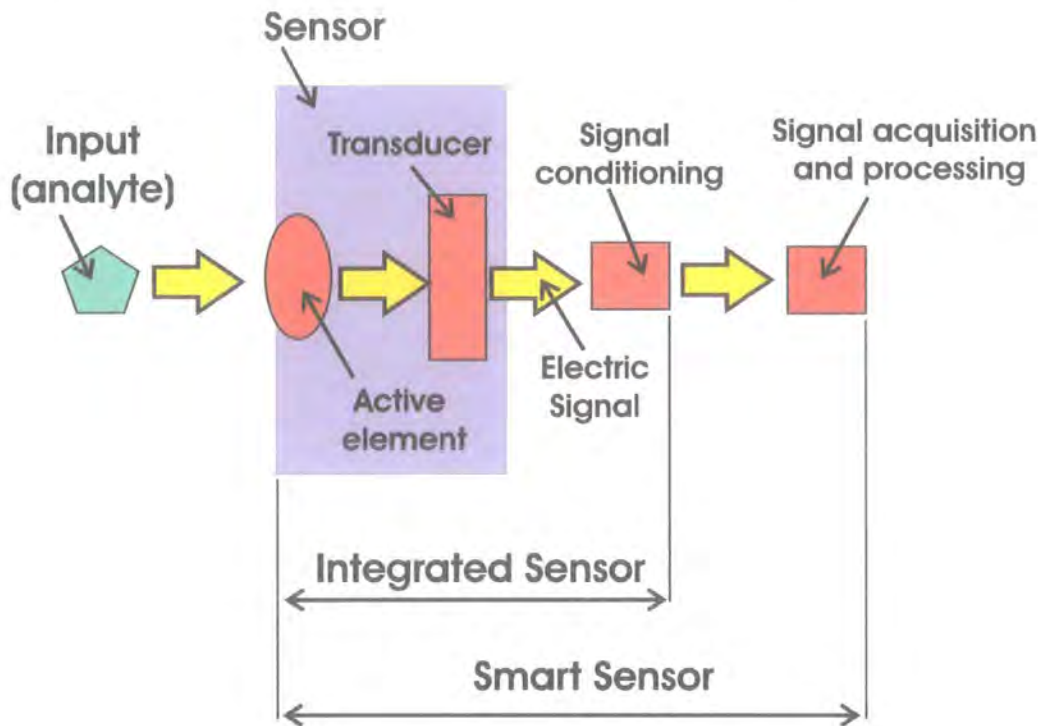 Sensor
Input
(analyte)
Transducer
Signal
conditioning
Signal acquisition
and processing
Active
element
Electric
Signal
Integrated Sensor
Smart Sensor